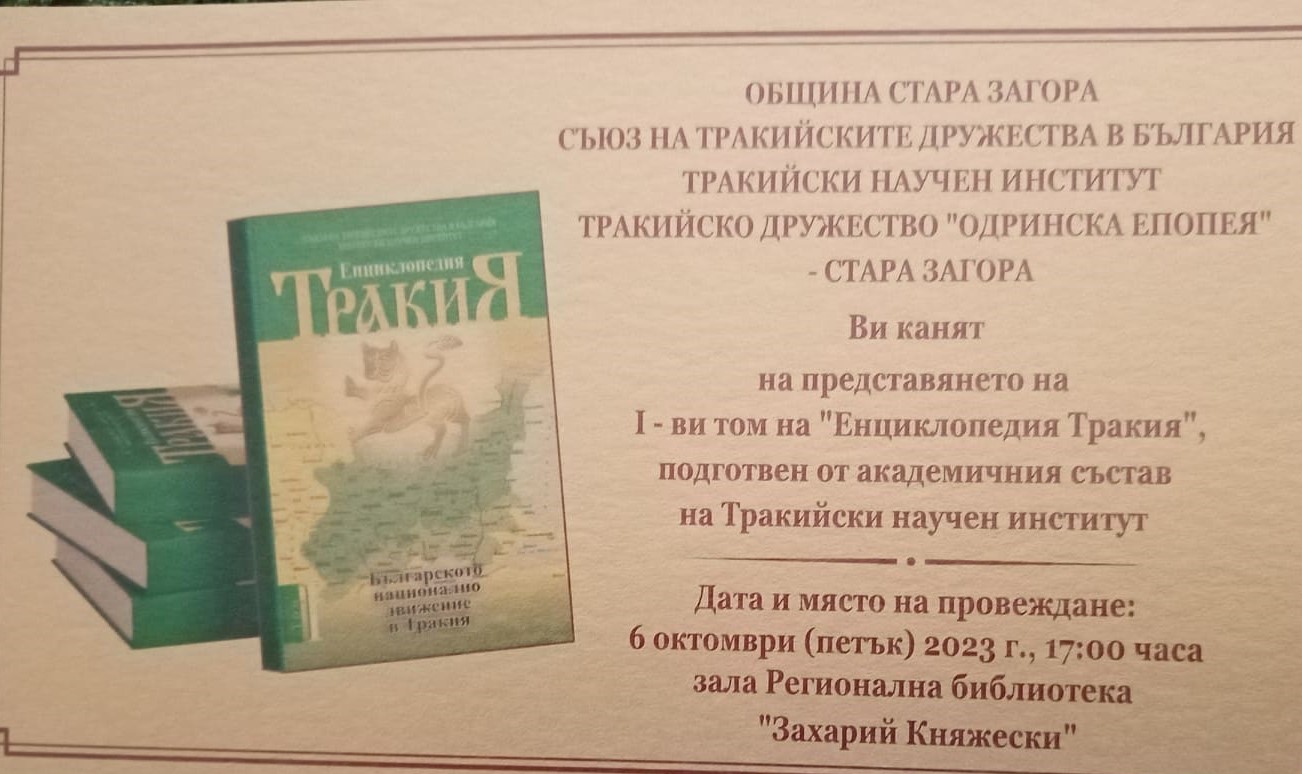 ОБЩИНА СТАРА ЗАГОРА
СЪЮЗ НА ТРАКИЙСКИТЕ ДРУЖЕСТВА В БЪЛГАРИЯ
ТРАКИЙСКИ НАУЧЕН ИНСТИТУТ
ТРАКИЙСКО ДРУЖЕСТВО "ОДРИНСКА ЕПОПЕЯ"
- СТАРА ЗАГОРА
Ви канят
на представянето на
I - ви том на "Енциклопедия Тракия",
подготвен от академичния състав
на Тракийски научен институт
Дата и място на провеждане:
6 октомври (петък) 2023 г., 17:00 часа
зала Регионална библиотека
"Захарий Княжески"
Енциклопедия
ТРАКИЯ
Българското
национално
движение
в Тракия